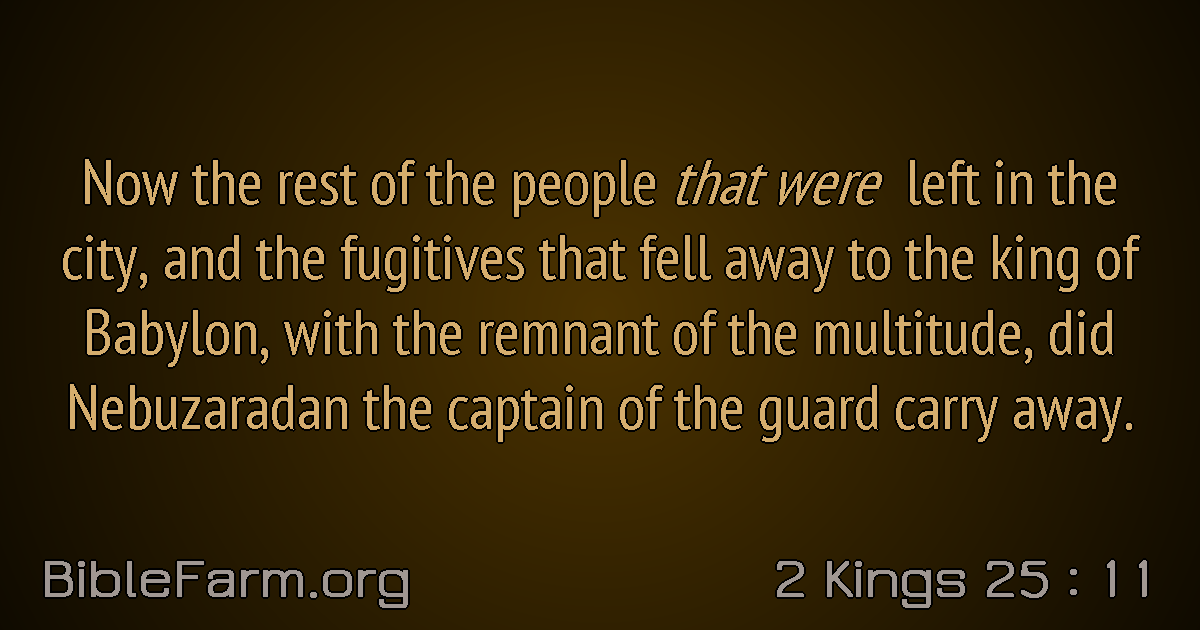 Now the rest of the people that were left in the
city, and the fugitives that fell away to the king of
Babylon, with the remnant of the multitude, did
Nebuzaradan the captain of the guard carry away.
BibleFarm.org
2 Kings 25 : 11